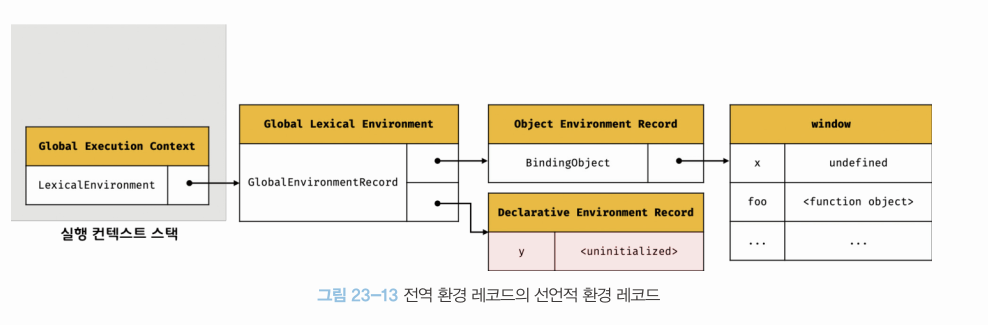 Global Execution Context
LexicalEnvironment
실행 컨텍스트 스택
Global Lexical Environment
GlobalEnvironmentRecord
Object Environment Record
BindingObject
Declarative Environment Record
y <uninitialized>
window
x undefined
foo <function object>
... ...
그림 23-13 전역 환경 레코드의 선언적 환경 레코드